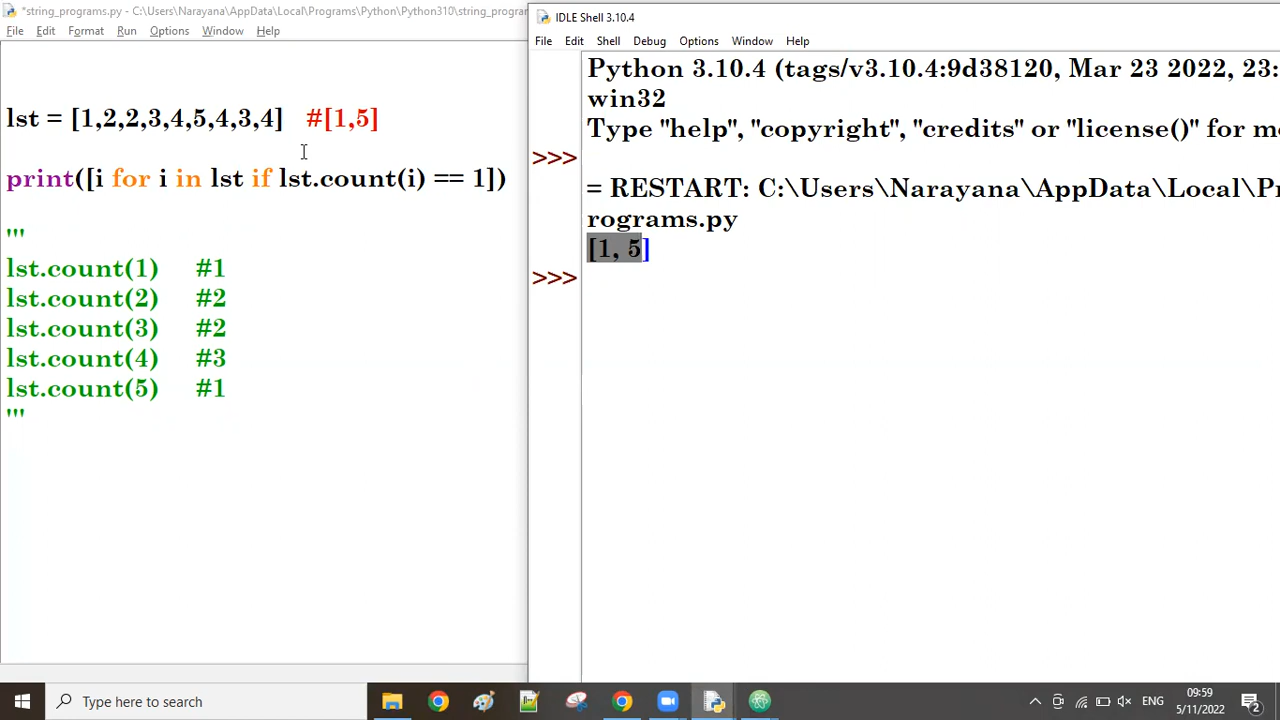 *string_programs.py - C:\Users\Narayana\AppData\Local\Programs\Python\Python310\string_program
File Edit Format Run Options Window Help
lst = [1,2,2,3,4,5,4,3,4] #[1,5]
print([i for i in lst if lst.count(i) == 1])
'''
lst.count(1) #1
lst.count(2) #2
lst.count(3) #2
lst.count(4) #3
lst.count(5) #1
'''
IDLE Shell 3.10.4
File Edit Shell Debug Options Window Help
Python 3.10.4 (tags/v3.10.4:9d38120, Mar 23 2022, 23:
win32
Type "help", "copyright", "credits" or "license()" for m
>>>
= RESTART: C:\Users\Narayana\AppData\Local\Pr
rograms.py
[1, 5]
>>>
Type here to search
ENG
09:59
5/11/2022
2